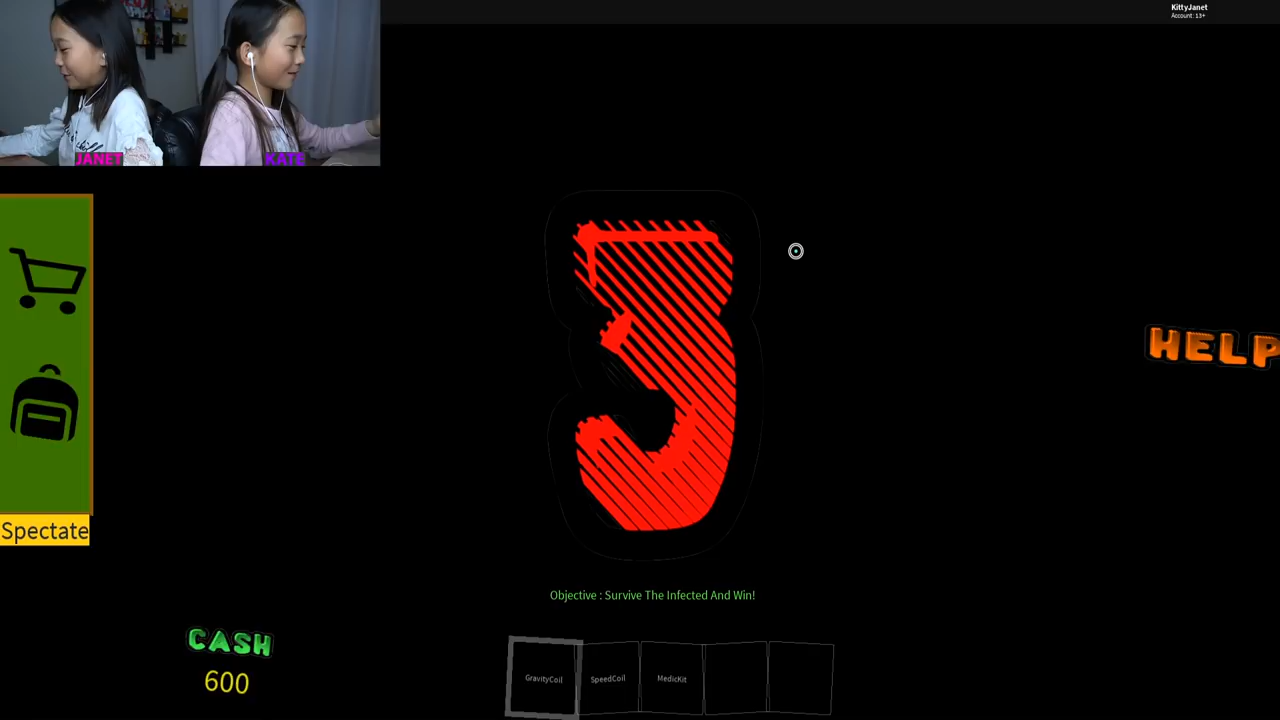 KittyJanet
Account: 13+
JANET
KATE
3
HELP
Spectate
Objective : Survive The Infected And Win!
CASH
600
GravityCoil
SpeedCoil
MedicKit